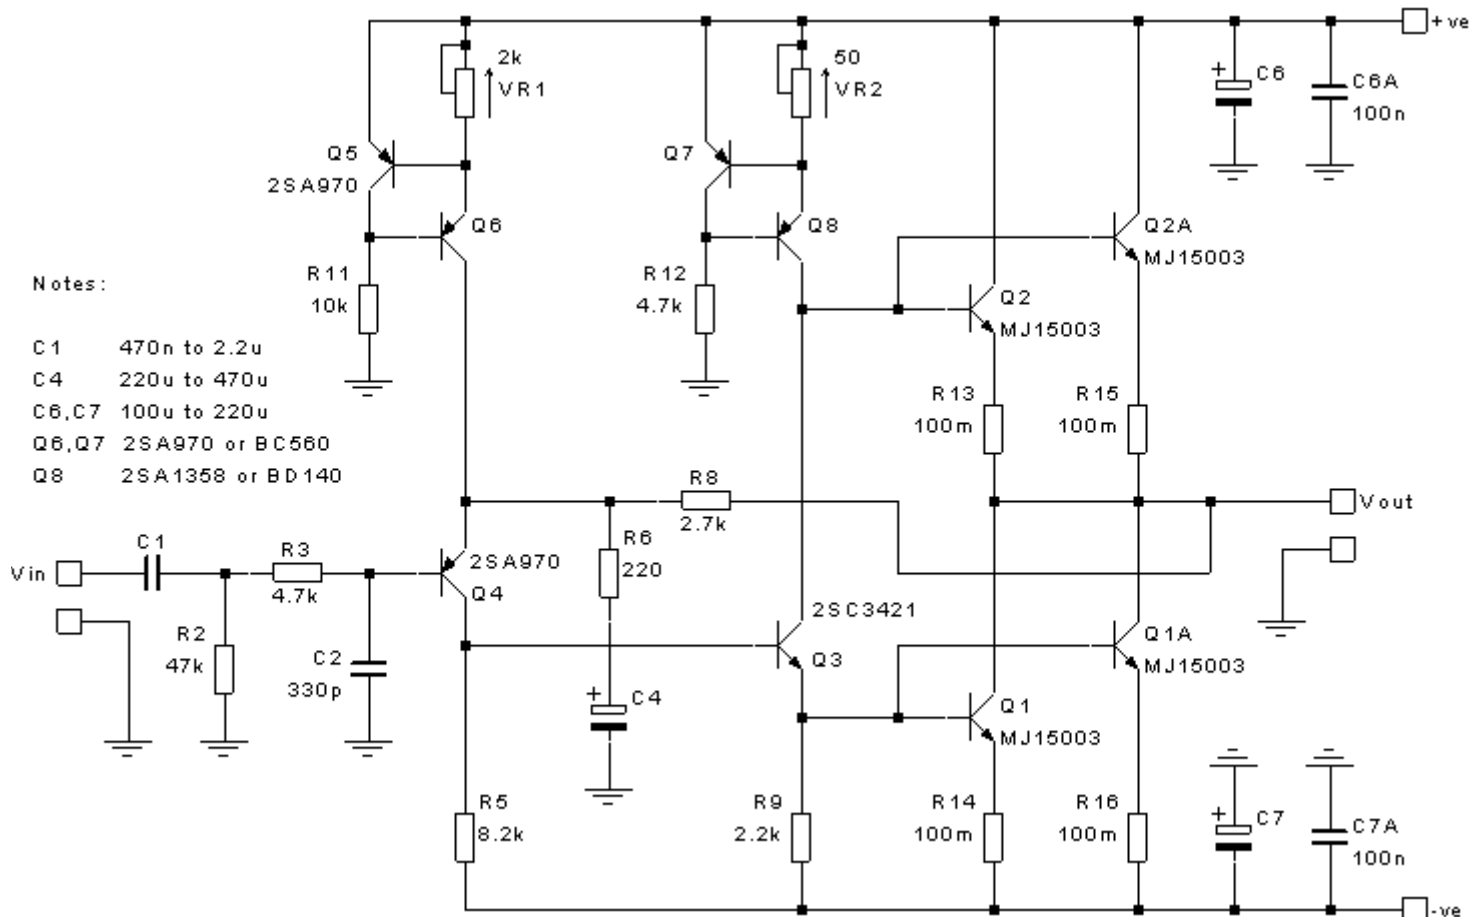 +ve
2k
VR1
50
VR2
C6
C6A
100n
Q5
2SA970
Q7
Q6
Q8
Q2A
MJ15003
Notes:
R11
10k
R12
4.7k
Q2
MJ15003
C1 470n to 2.2u
C4 220u to 470u
C6,C7 100u to 220u
Q6,Q7 2SA970 or BC560
Q8 2SA1358 or BD140
R13
100m
R15
100m
R8
2.7k
Vout
C1
Vin
R3
4.7k
2SA970
Q4
R6
220
2SC3421
Q3
R2
47k
C2
330p
C4
Q1A
MJ15003
Q1
MJ15003
R5
8.2k
R9
2.2k
R14
100m
R16
100m
C7
C7A
100n
-ve
+
+
+